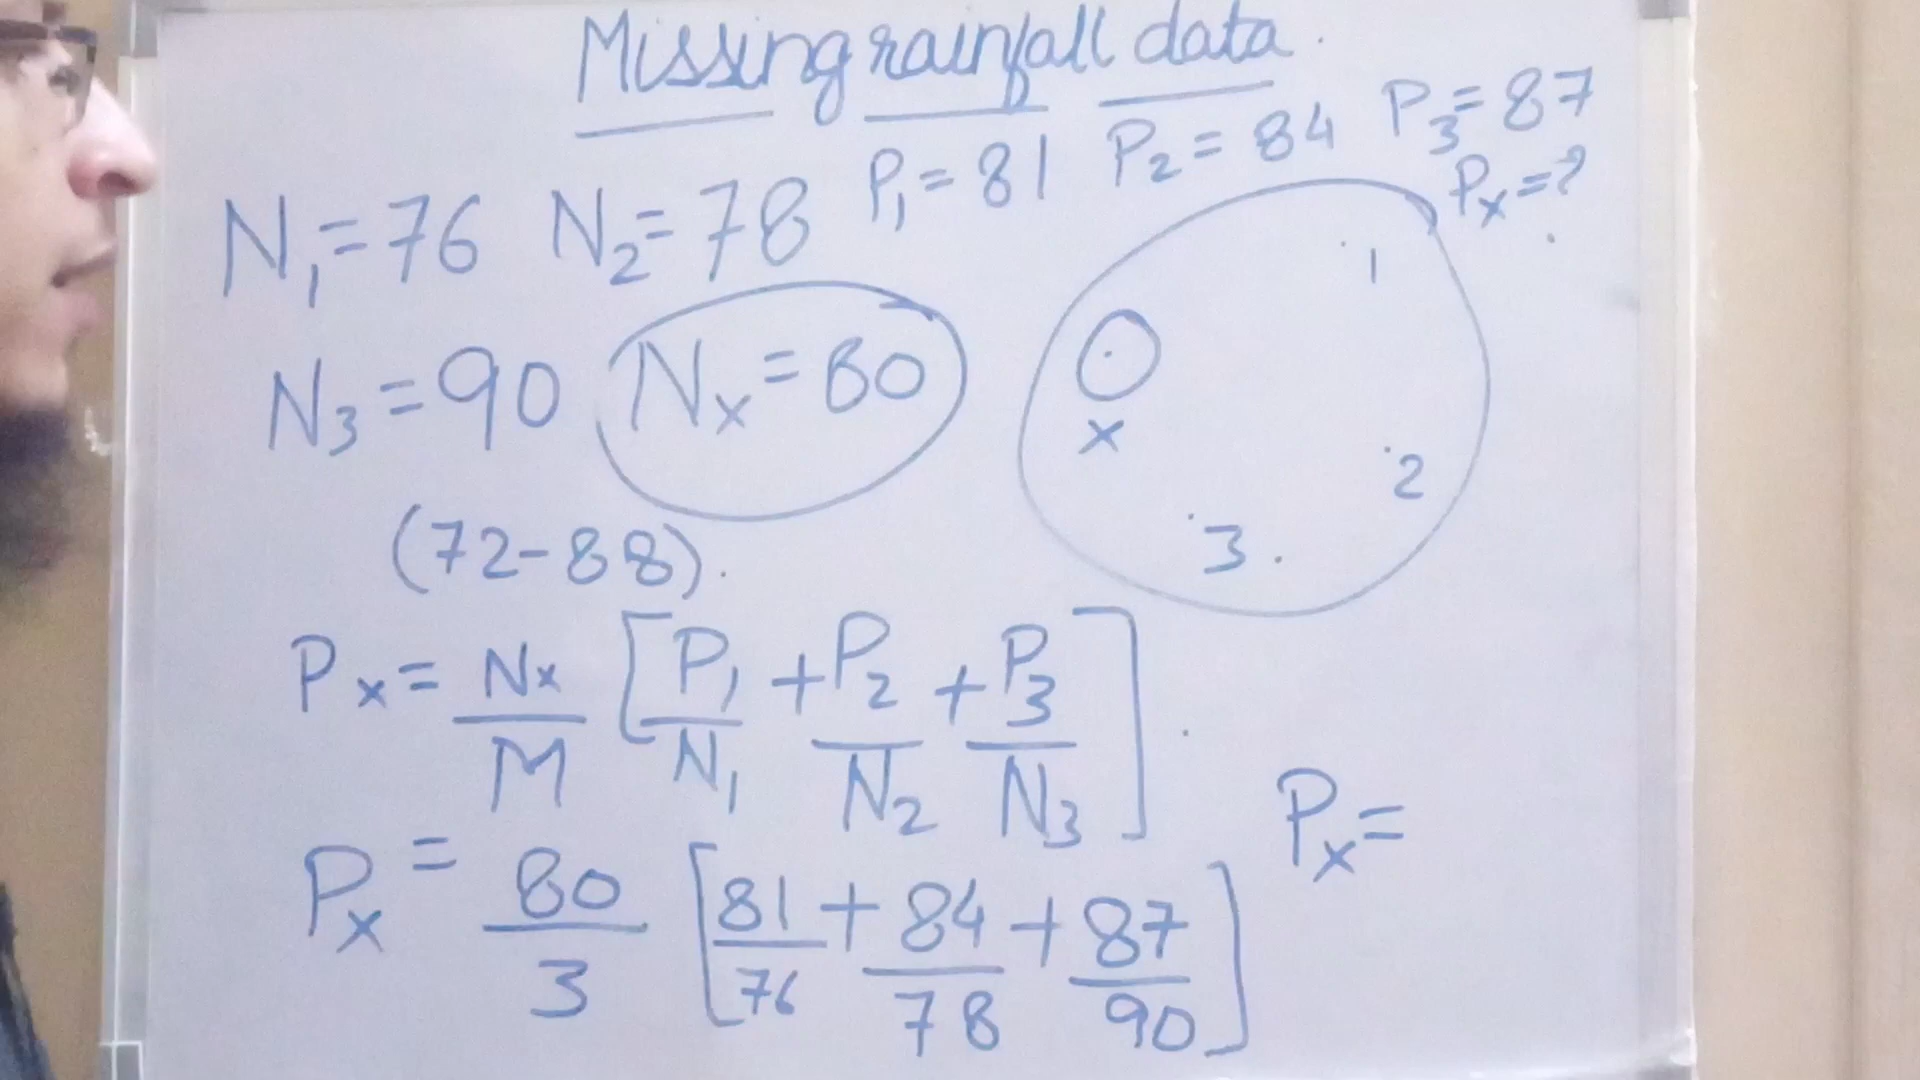 Missing rainfall data.
P₁ = 81 P₂ = 84 P₃ = 87
Pₓ = ?
N₁ = 76 N₂ = 78
N₃ = 90 Nₓ = 80
1
x
2
3.
(72-88).
Pₓ = Nₓ/M [P₁/N₁ + P₂/N₂ + P₃/N₃].
Pₓ = 80/3 [81/76 + 84/78 + 87/90]
Pₓ =